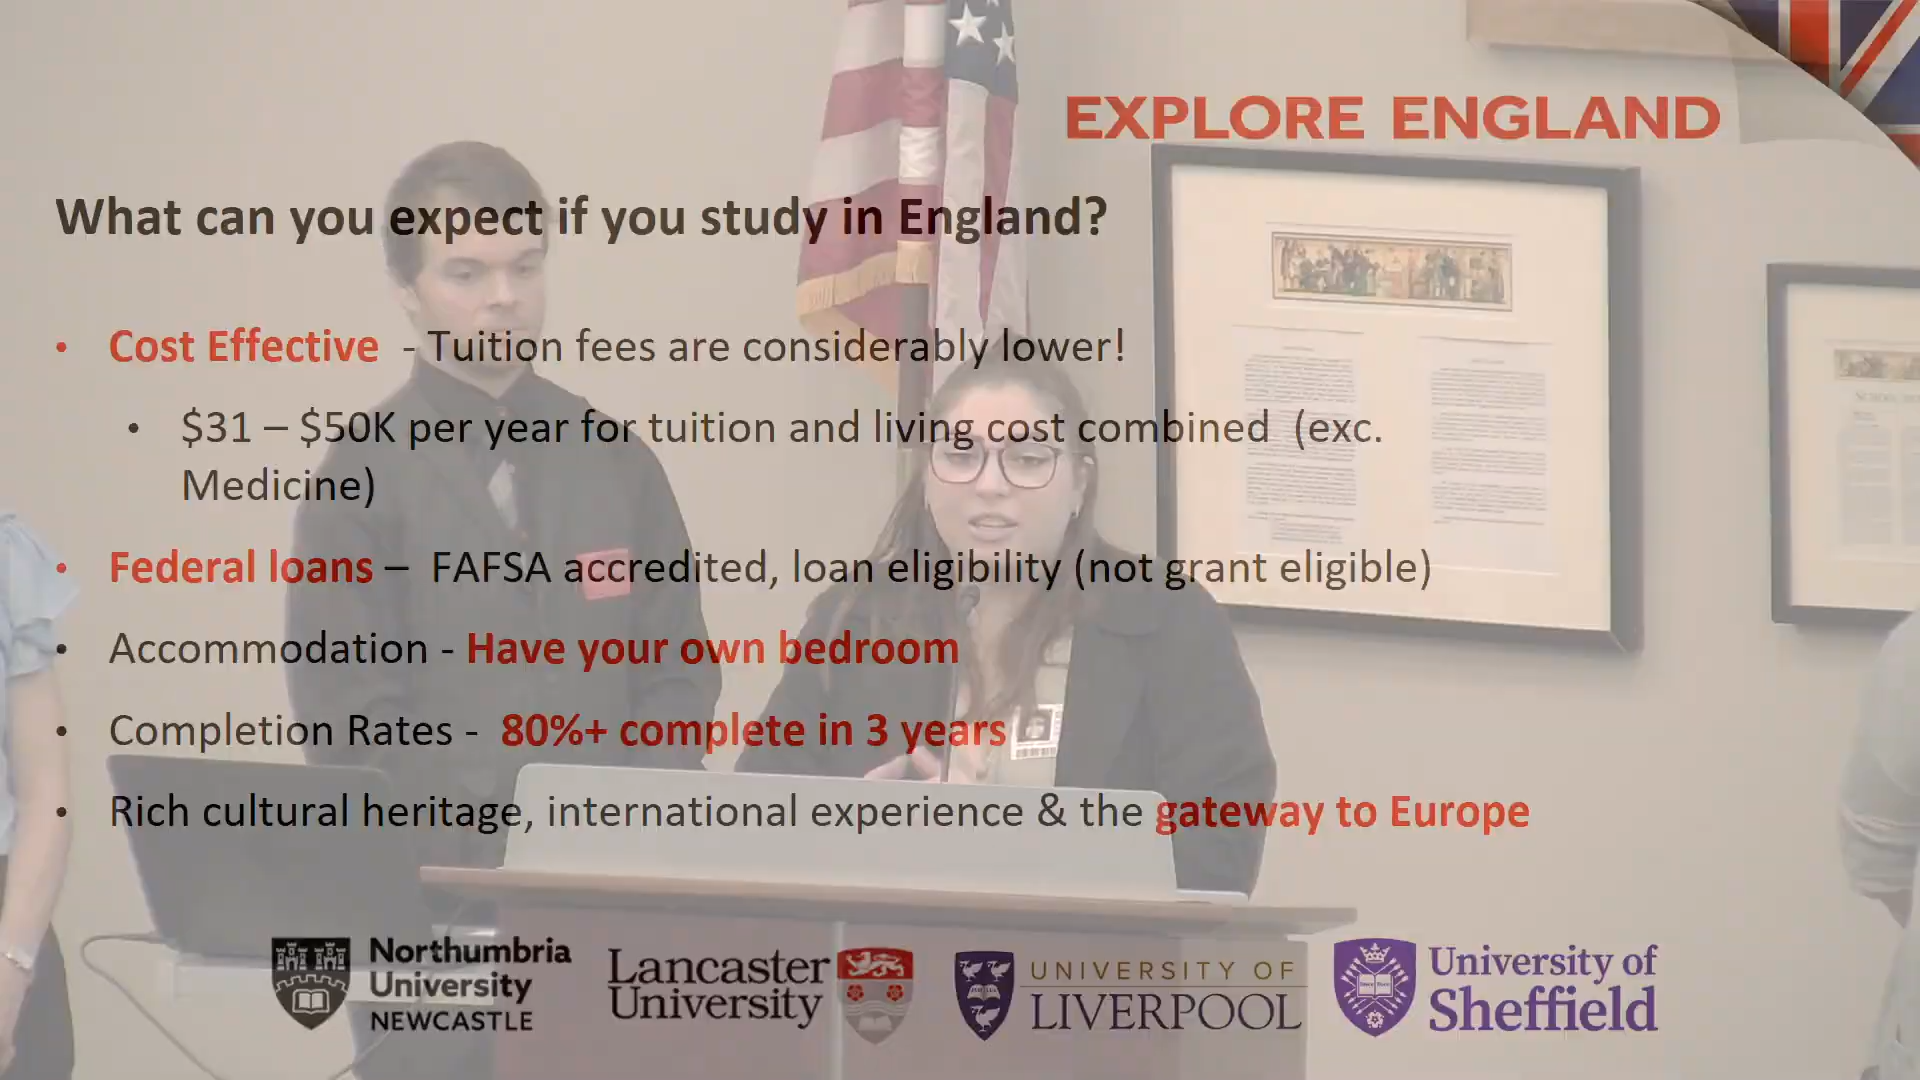 EXPLORE ENGLAND
What can you expect if you study in England?
• Cost Effective - Tuition fees are considerably lower!
• $31 – $50K per year for tuition and living cost combined (exc.
Medicine)
• Federal loans – FAFSA accredited, loan eligibility (not grant eligible)
• Accommodation - Have your own bedroom
• Completion Rates - 80%+ complete in 3 years
• Rich cultural heritage, international experience & the gateway to Europe
Northumbria
University
NEWCASTLE
Lancaster
University
UNIVERSITY OF
LIVERPOOL
University of
Sheffield